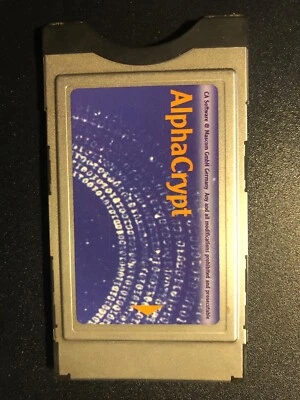 AlphaCrypt
CA Software © Mascom GmbH Germany Any and all modifications prohibited and prosecutable